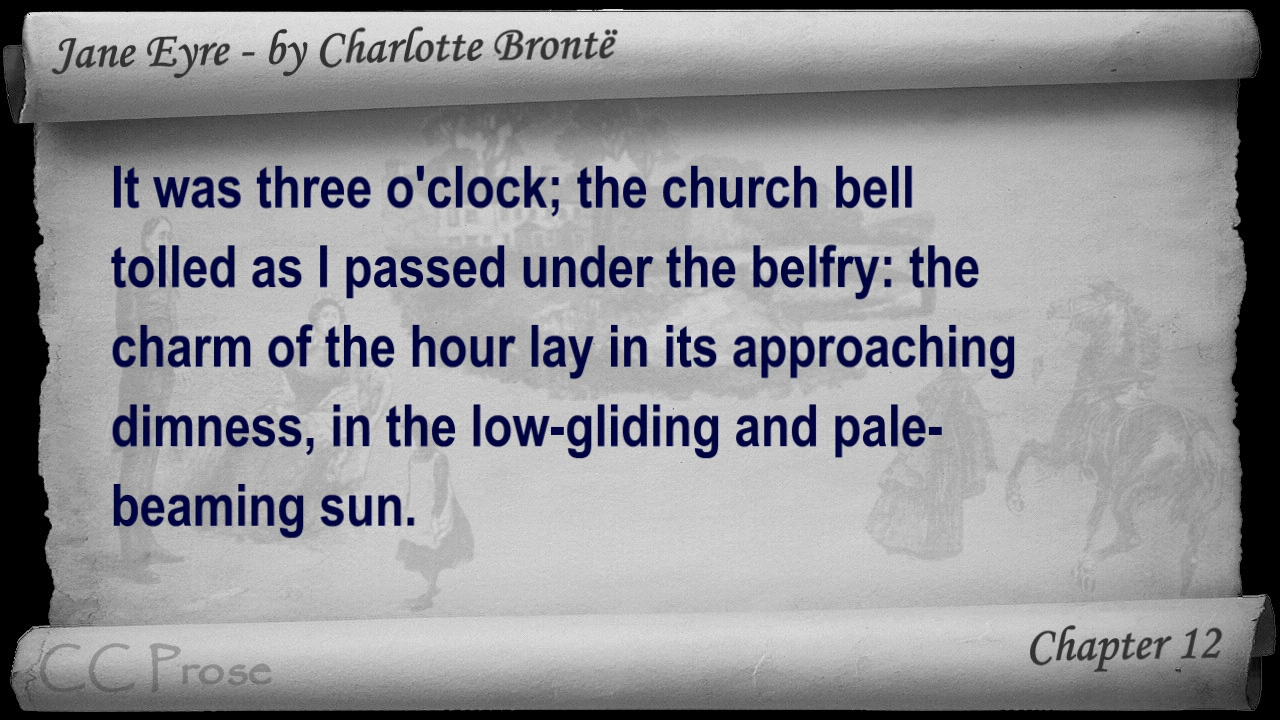 Jane Eyre - by Charlotte Brontë
It was three o'clock; the church bell
tolled as I passed under the belfry: the
charm of the hour lay in its approaching
dimness, in the low-gliding and pale-
beaming sun.
Chapter 12
CC Prose